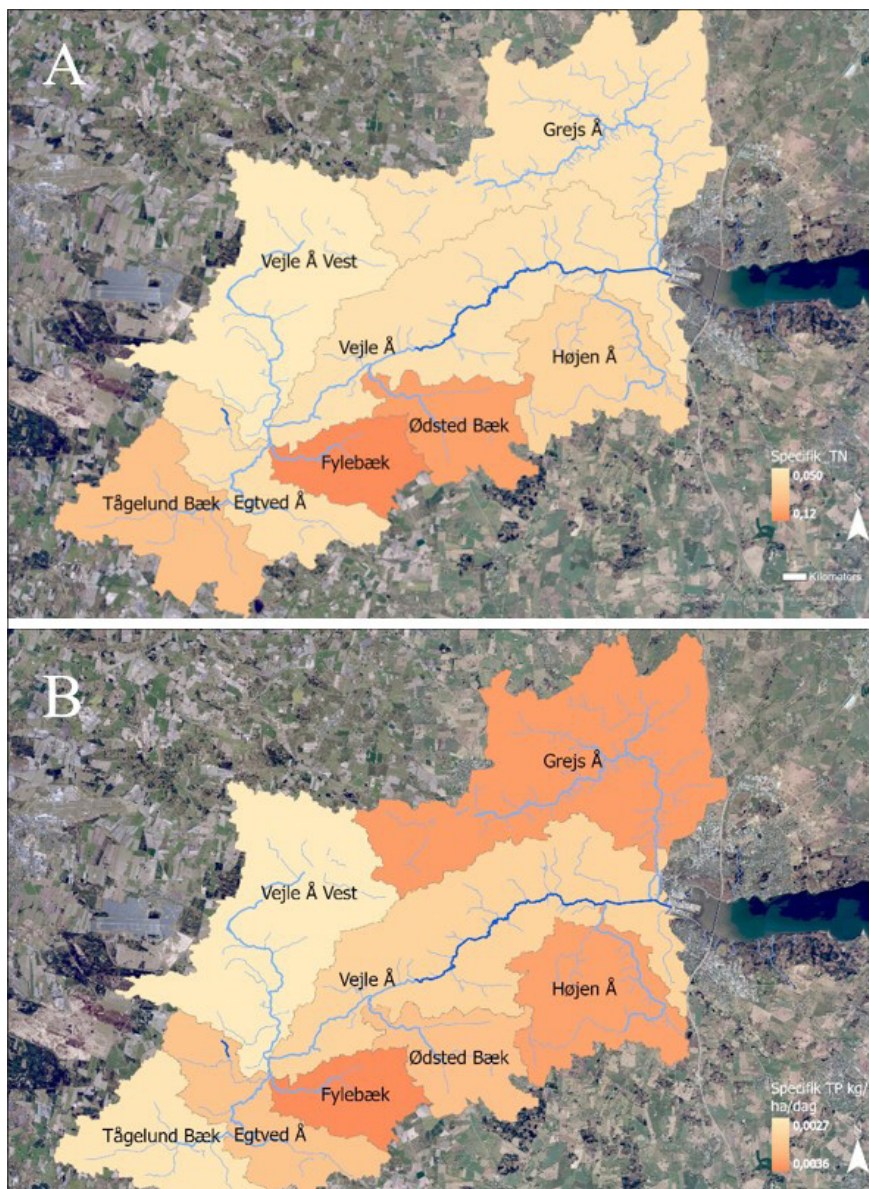 A
Grejs Å
Vejle Å Vest
Vejle Å
Højen Å
Ødsted Bæk
Fylebæk
Tågelund Bæk
Egtved Å
Specifik_TN
0,050
0,12
Kilometers
B
Grejs Å
Vejle Å Vest
Vejle Å
Højen Å
Ødsted Bæk
Fylebæk
Tågelund Bæk
Egtved Å
Specifik TP kg/
ha/dag
0,0027
0,0036